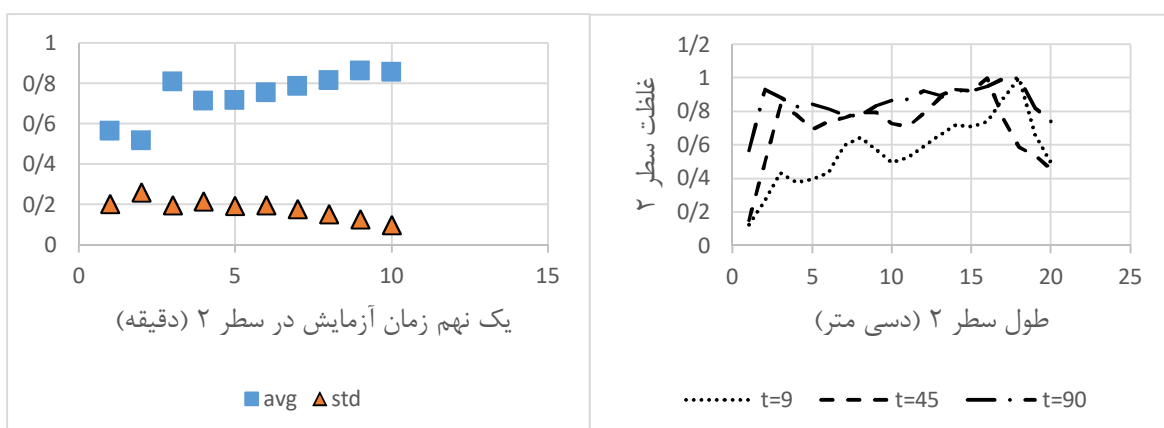 1
0/8
0/6
0/4
0/2
0
0 5 10 15
یک نهم زمان آزمایش در سطر ۲ (دقیقه)
avg std
غلظت سطر ۲
1/2
1
0/8
0/6
0/4
0/2
0
0 5 10 15 20 25
طول سطر ۲ (دسی متر)
t=9 t=45 t=90